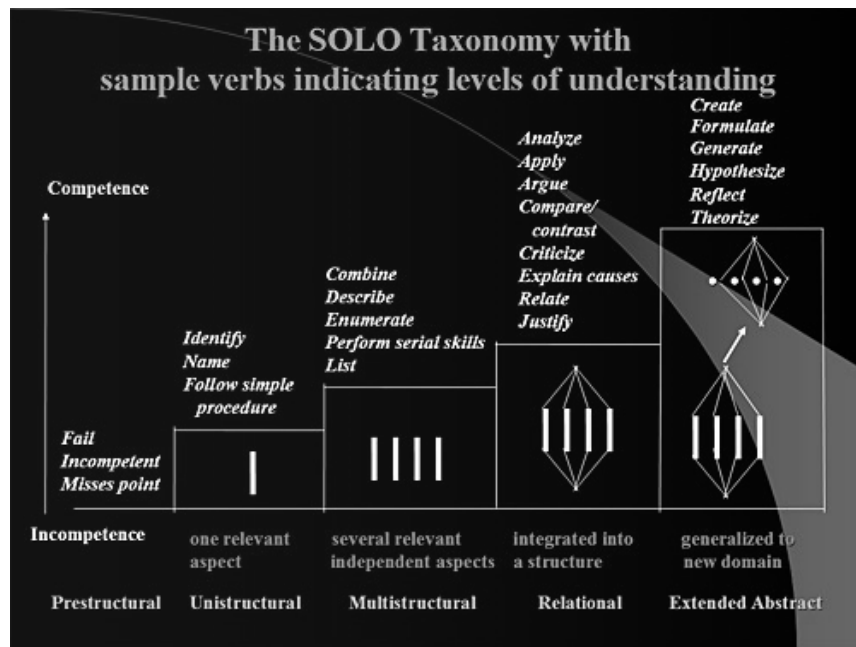 The SOLO Taxonomy with
sample verbs indicating levels of understanding
Competence
Incompetence
Fail
Incompetent
Misses point
Identify
Name
Follow simple
procedure
Combine
Describe
Enumerate
Perform serial skills
List
Analyze
Apply
Argue
Compare/
contrast
Criticize
Explain causes
Relate
Justify
Create
Formulate
Generate
Hypothesize
Reflect
Theorize
one relevant
aspect
several relevant
independent aspects
integrated into
a structure
generalized to
new domain
Prestructural
Unistructural
Multistructural
Relational
Extended Abstract